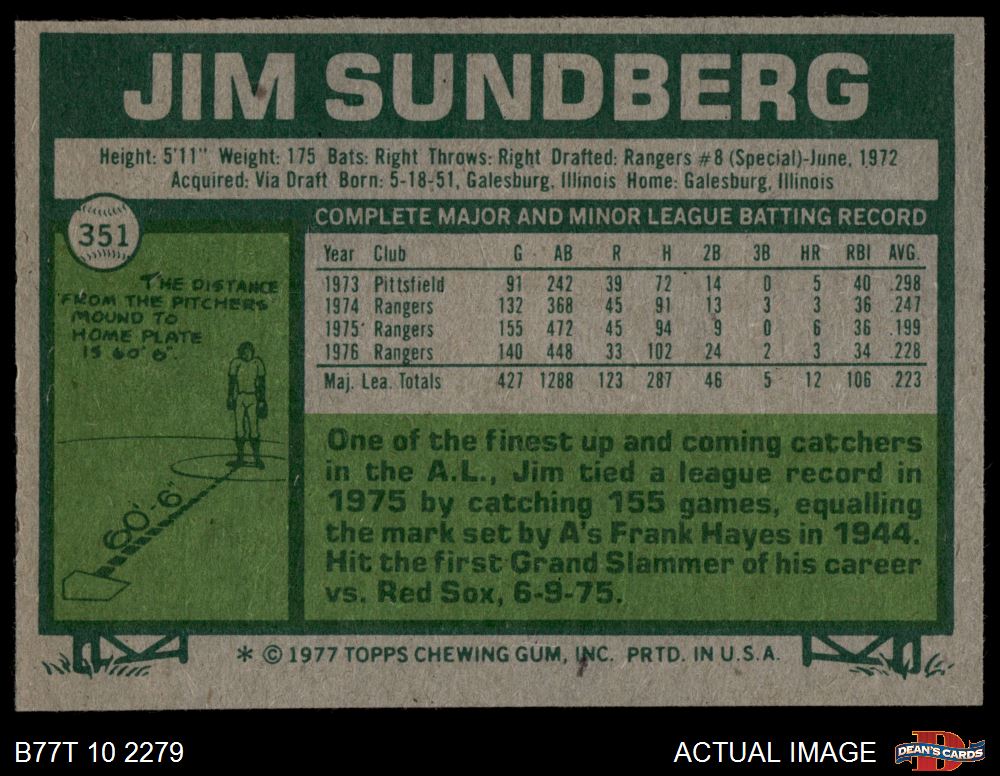 JIM SUNDBERG
Height: 5'11" Weight: 175 Bats: Right Throws: Right Drafted: Rangers #8 (Special)-June, 1972
Acquired: Via Draft Born: 5-18-51, Galesburg, Illinois Home: Galesburg, Illinois
351
COMPLETE MAJOR AND MINOR LEAGUE BATTING RECORD
Year Club G AB R H 2B 3B HR RBI AVG.
1973 Pittsfield 91 242 39 72 14 0 5 40 .298
1974 Rangers 132 368 45 91 13 3 3 36 .247
1975 Rangers 155 472 45 94 9 0 6 36 .199
1976 Rangers 140 448 33 102 24 2 3 34 .228
Maj. Lea. Totals 427 1288 123 287 46 5 12 106 .223
THE DISTANCE
FROM THE PITCHERS'
MOUND TO
HOME PLATE
IS 60' 6".
60'-6"
One of the finest up and coming catchers
in the A.L., Jim tied a league record in
1975 by catching 155 games, equalling
the mark set by A's Frank Hayes in 1944.
Hit the first Grand Slammer of his career
vs. Red Sox, 6-9-75.
* © 1977 TOPPS CHEWING GUM, INC. PRTD. IN U.S.A.
B77T 10 2279
ACTUAL IMAGE
DEAN'S CARDS